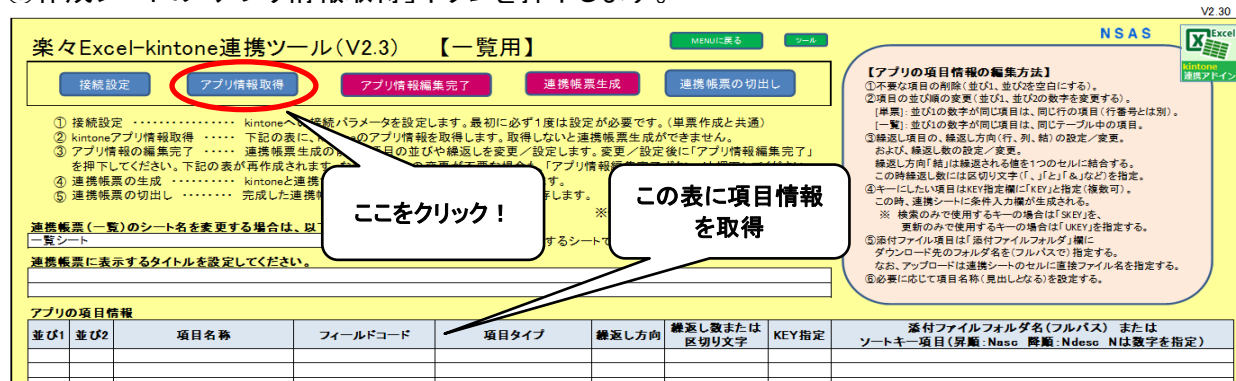 V2.30
楽々Excel-kintone連携ツール(V2.3) 【一覧用】
MENUに戻る
ツール
NSAS
Excel
kintone
連携アドイン
接続設定
アプリ情報取得
アプリ情報編集完了
連携帳票生成
連携帳票の切出し
① 接続設定 ‥‥‥‥‥‥‥‥ kintoneへの接続パラメータを設定します。最初に必ず1度は設定が必要です。(単票作成と共通)
② kintoneアプリ情報取得 ‥‥‥ 下記の表に、kintoneのアプリ情報を取得します。取得しないと連携帳票生成ができません。
③ アプリ情報の編集完了 ‥‥‥ 連携帳票生成の前に項目の並びや繰返しを変更/設定します。変更/設定後に「アプリ情報編集完了」
を押下してください。下記の表が再作成されます。
④ 連携帳票の生成 ‥‥‥‥‥ kintoneと連携
⑤ 連携帳票の切出し ‥‥‥‥ 完成した連携帳
ここをクリック！
この表に項目情報
を取得
連携帳票(一覧)のシート名を変更する場合は、以下
一覧シート
連携帳票に表示するタイトルを設定してください。
【アプリの項目情報の編集方法】
①不要な項目の削除(並び1、並び2を空白にする)。
②項目の並び順の変更(並び1、並び2の数字を変更する)。
[単票]: 並び1の数字が同じ項目は、同じ行の項目(行番号とは別)。
[一覧]: 並び1の数字が同じ項目は、同じテーブル中の項目。
③繰返し項目の、繰返し方向(行、列、結)の設定/変更。
および、繰返し数の設定/変更。
繰返し方向「結」は繰返される値を1つのセルに結合する。
この時繰返し数には区切り文字(「、」「と」「&」など)を指定。
④キーにしたい項目はKEY指定欄に「KEY」と指定(複数可)。
この時、連携シートに条件入力欄が生成される。
※ 検索のみで使用するキーの場合は「SKEY」を、
更新のみで使用するキーの場合は「UKEY」を指定する。
⑤添付ファイル項目は「添付ファイルフォルダ」欄に
ダウンロード先のフォルダ名を(フルパスで)指定する。
なお、アップロードは連携シートのセルに直接ファイル名を指定する。
⑥必要に応じて項目名称(見出しとなる)を設定する。
アプリの項目情報
並び1 並び2 項目名称 フィールドコード 項目タイプ 繰返し方向 繰返し数または区切り文字 KEY指定 添付ファイルフォルダ名(フルパス) または
ソートキー項目(昇順:Nasc 降順:Ndesc Nは数字を指定)